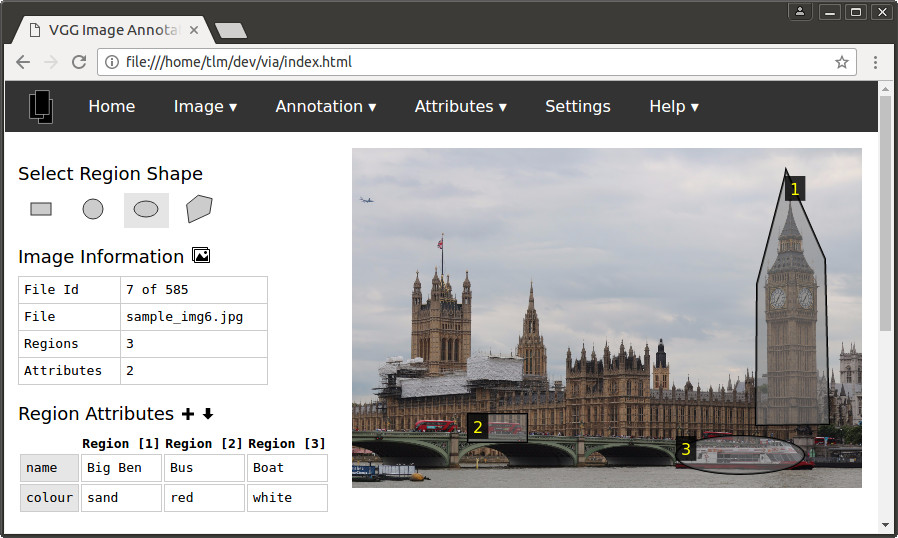 VGG Image Annota
file:///home/tlm/dev/via/index.html
Home Image ▾ Annotation ▾ Attributes ▾ Settings Help ▾
Select Region Shape
Image Information
File Id 7 of 585
File sample_img6.jpg
Regions 3
Attributes 2
Region Attributes
Region [1] Region [2] Region [3]
name Big Ben Bus Boat
colour sand red white
1
2
3